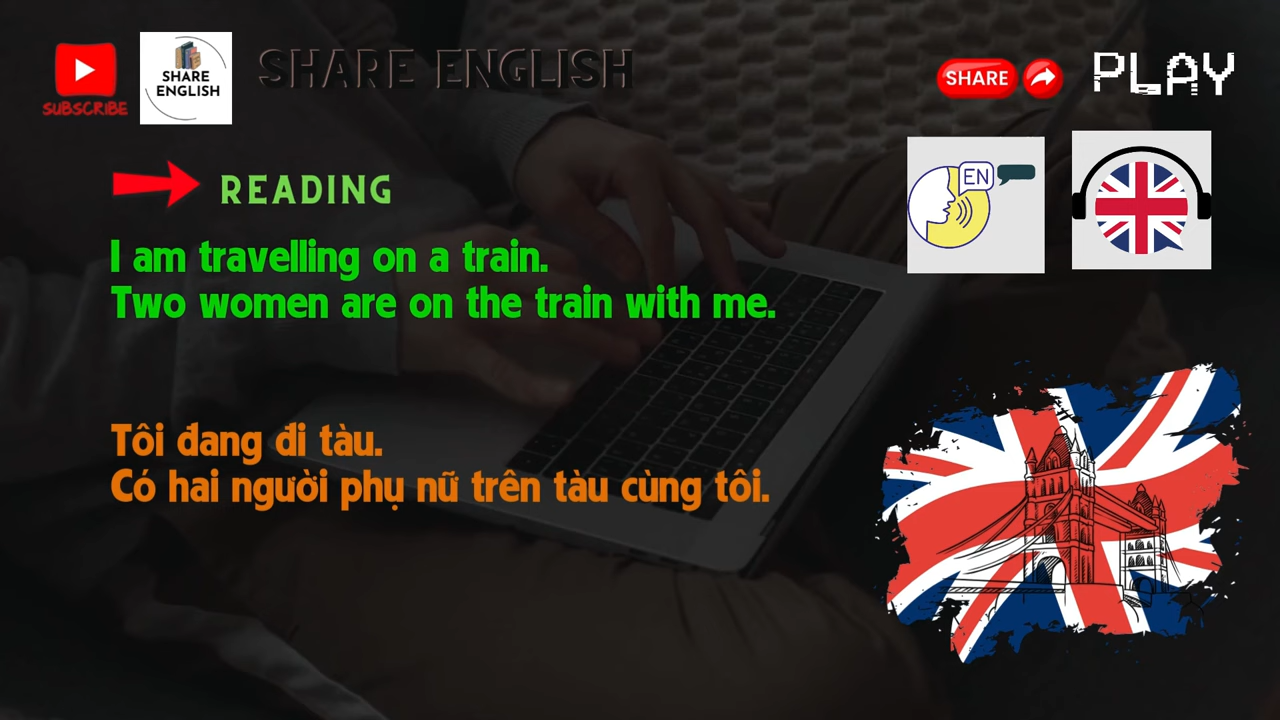 SUBSCRIBE
SHARE
ENGLISH
SHARE ENGLISH
SHARE
PLAY
EN
READING
I am travelling on a train.
Two women are on the train with me.
Tôi đang đi tàu.
Có hai người phụ nữ trên tàu cùng tôi.